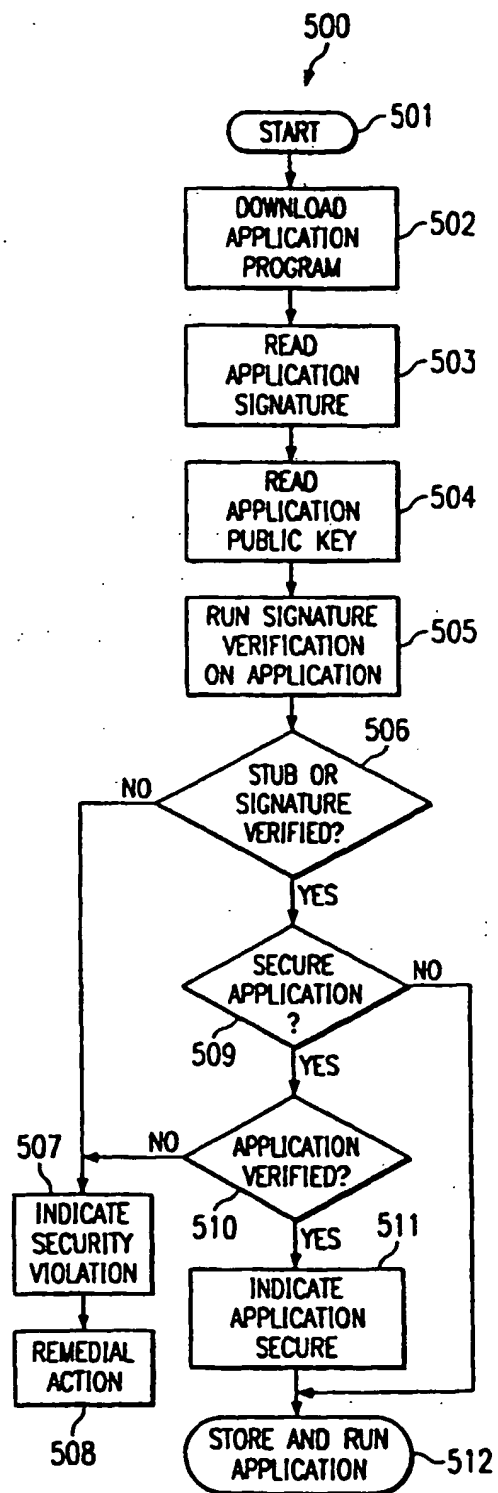 500
START
501
DOWNLOAD
APPLICATION
PROGRAM
502
READ
APPLICATION
SIGNATURE
503
READ
APPLICATION
PUBLIC KEY
504
RUN SIGNATURE
VERIFICATION
ON APPLICATION
505
506
STUB OR
SIGNATURE
VERIFIED?
NO
YES
SECURE
APPLICATION
?
509
NO
YES
APPLICATION
VERIFIED?
510
NO
YES
507
INDICATE
SECURITY
VIOLATION
REMEDIAL
ACTION
508
511
INDICATE
APPLICATION
SECURE
STORE AND RUN
APPLICATION
512